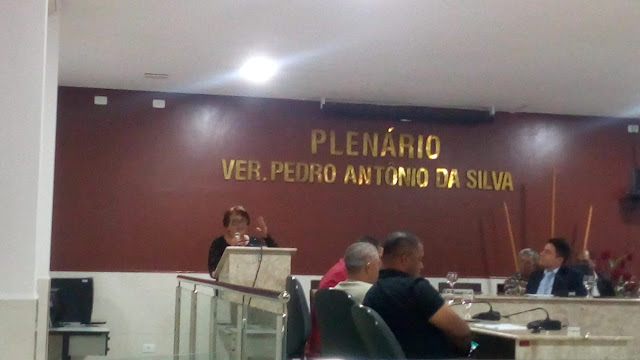 PLENÁRIO
VER. PEDRO ANTÔNIO DA SILVA